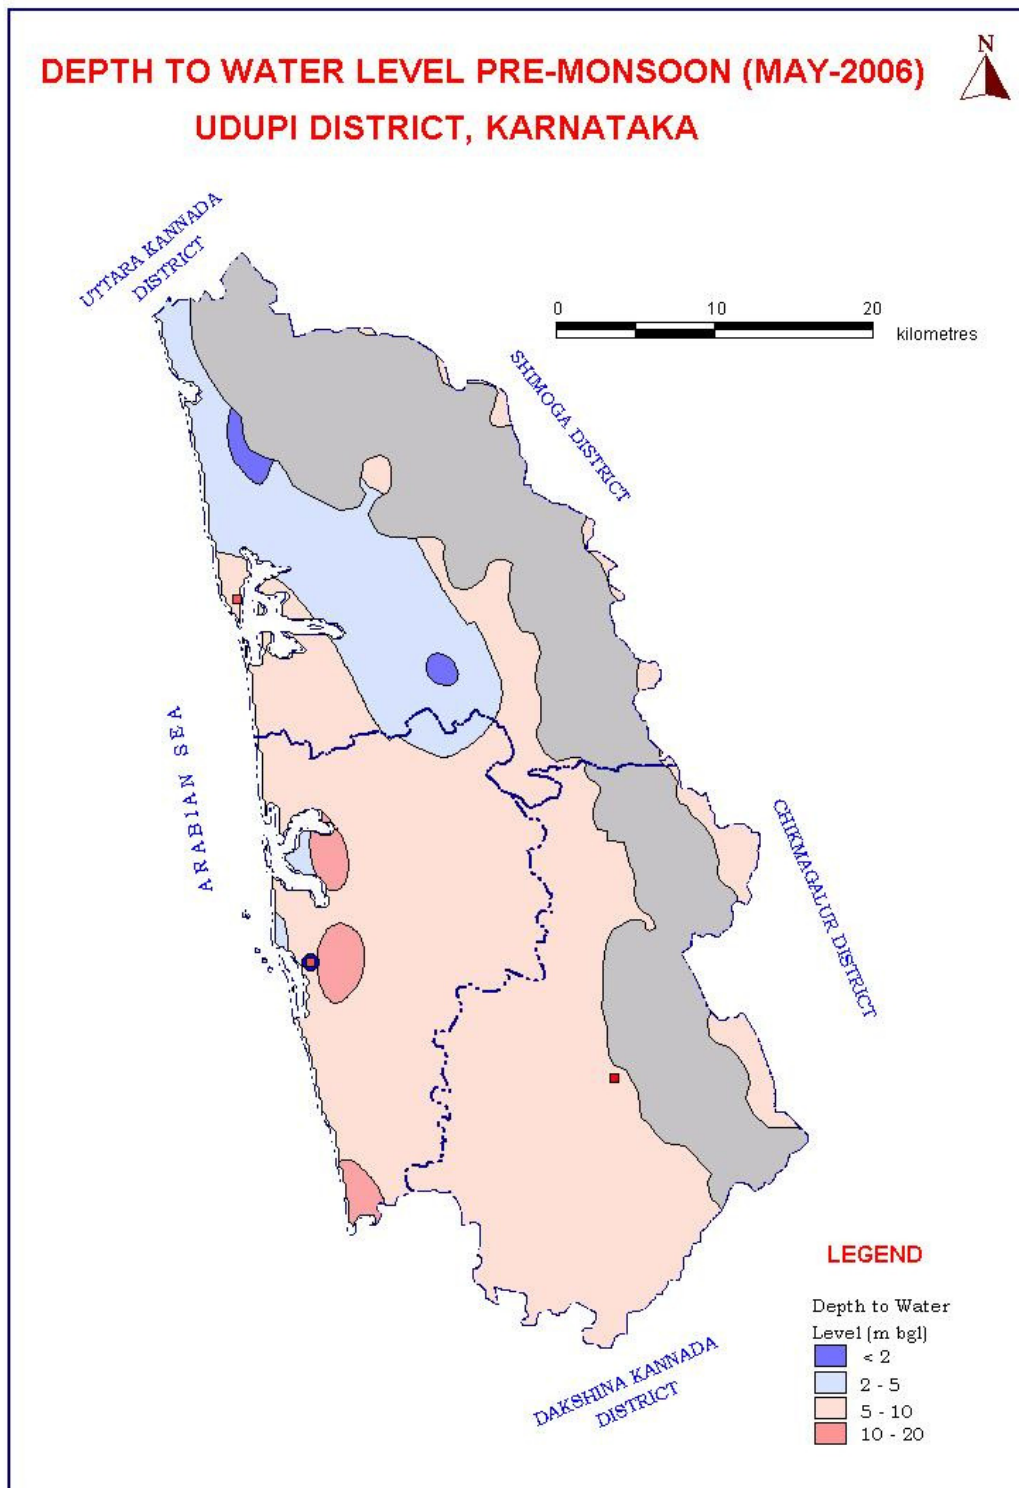 DEPTH TO WATER LEVEL PRE-MONSOON (MAY-2006)
UDUPI DISTRICT, KARNATAKA
N
UTTARA KANNADA
DISTRICT
0 10 20
kilometres
SHIMOGA DISTRICT
ARABIAN SEA
CHIKMAGALUR DISTRICT
DAKSHINA KANNADA
DISTRICT
LEGEND
Depth to Water
Level (m bgl)
< 2
2 - 5
5 - 10
10 - 20